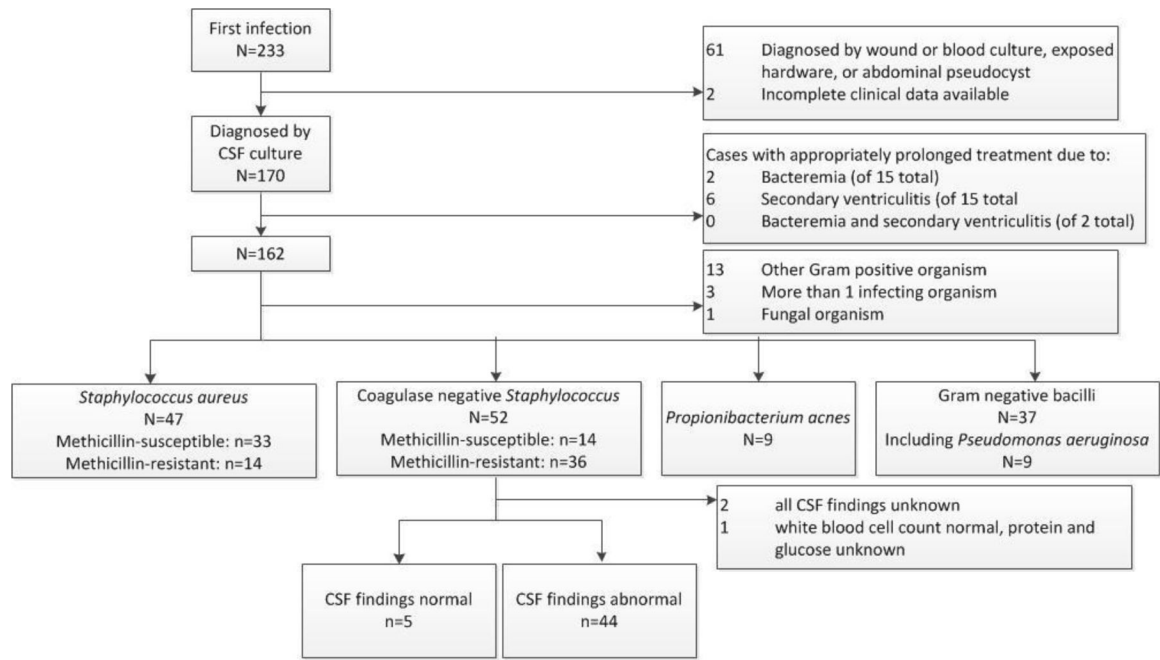 First infection
N=233
61 Diagnosed by wound or blood culture, exposed
hardware, or abdominal pseudocyst
2 Incomplete clinical data available
Diagnosed by
CSF culture
N=170
Cases with appropriately prolonged treatment due to:
2 Bacteremia (of 15 total)
6 Secondary ventriculitis (of 15 total
0 Bacteremia and secondary ventriculitis (of 2 total)
N=162
13 Other Gram positive organism
3 More than 1 infecting organism
1 Fungal organism
Staphylococcus aureus
N=47
Methicillin-susceptible: n=33
Methicillin-resistant: n=14
Coagulase negative Staphylococcus
N=52
Methicillin-susceptible: n=14
Methicillin-resistant: n=36
Propionibacterium acnes
N=9
Gram negative bacilli
N=37
Including Pseudomonas aeruginosa
N=9
2 all CSF findings unknown
1 white blood cell count normal, protein and
glucose unknown
CSF findings normal
n=5
CSF findings abnormal
n=44